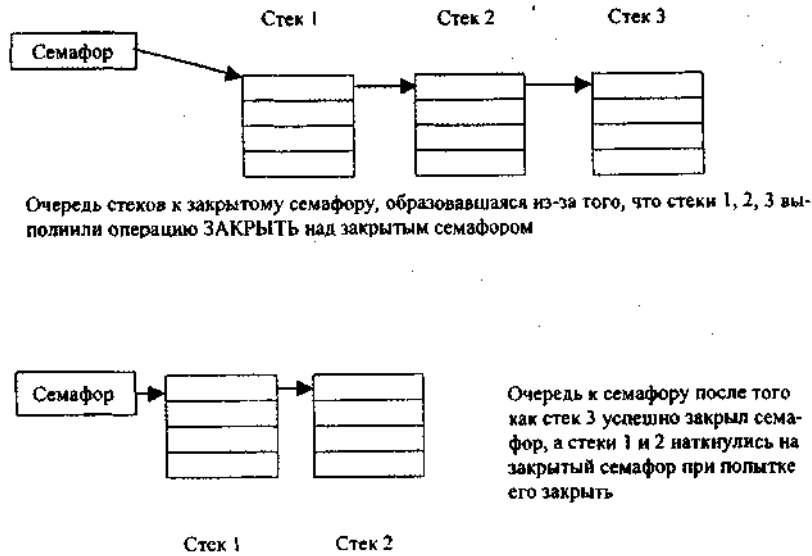 Стек 1 Стек 2 Стек 3
Семафор
Очередь стеков к закрытому семафору, образовавшаяся из-за того, что стеки 1, 2, 3 вы-
полнили операцию ЗАКРЫТЬ над закрытым семафором
Семафор
Очередь к семафору после того
как стек 3 успешно закрыл сема-
фор, а стеки 1 и 2 наткнулись на
закрытый семафор при попытке
его закрыть
Стек 1 Стек 2